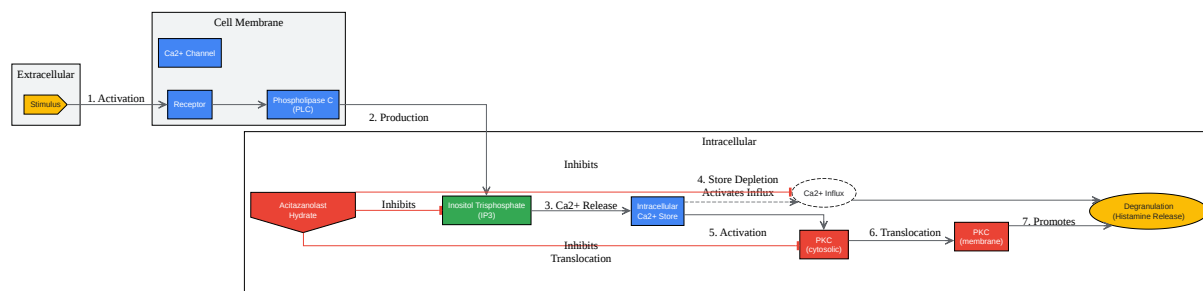 Cell Membrane
Ca2+ Channel
Extracellular
Stimulus
1. Activation
Receptor
Phospholipase C
(PLC)
2. Production
Intracellular
Inhibits
4. Store Depletion
Activates Influx
Ca2+ Influx
Acitazanolast
Hydrate
Inhibits
Inositol Trisphosphate
(IP3)
3. Ca2+ Release
Intracellular
Ca2+ Store
Degranulation
(Histamine Release)
Inhibits
Translocation
5. Activation
PKC
(cytosolic)
6. Translocation
PKC
(membrane)
7. Promotes